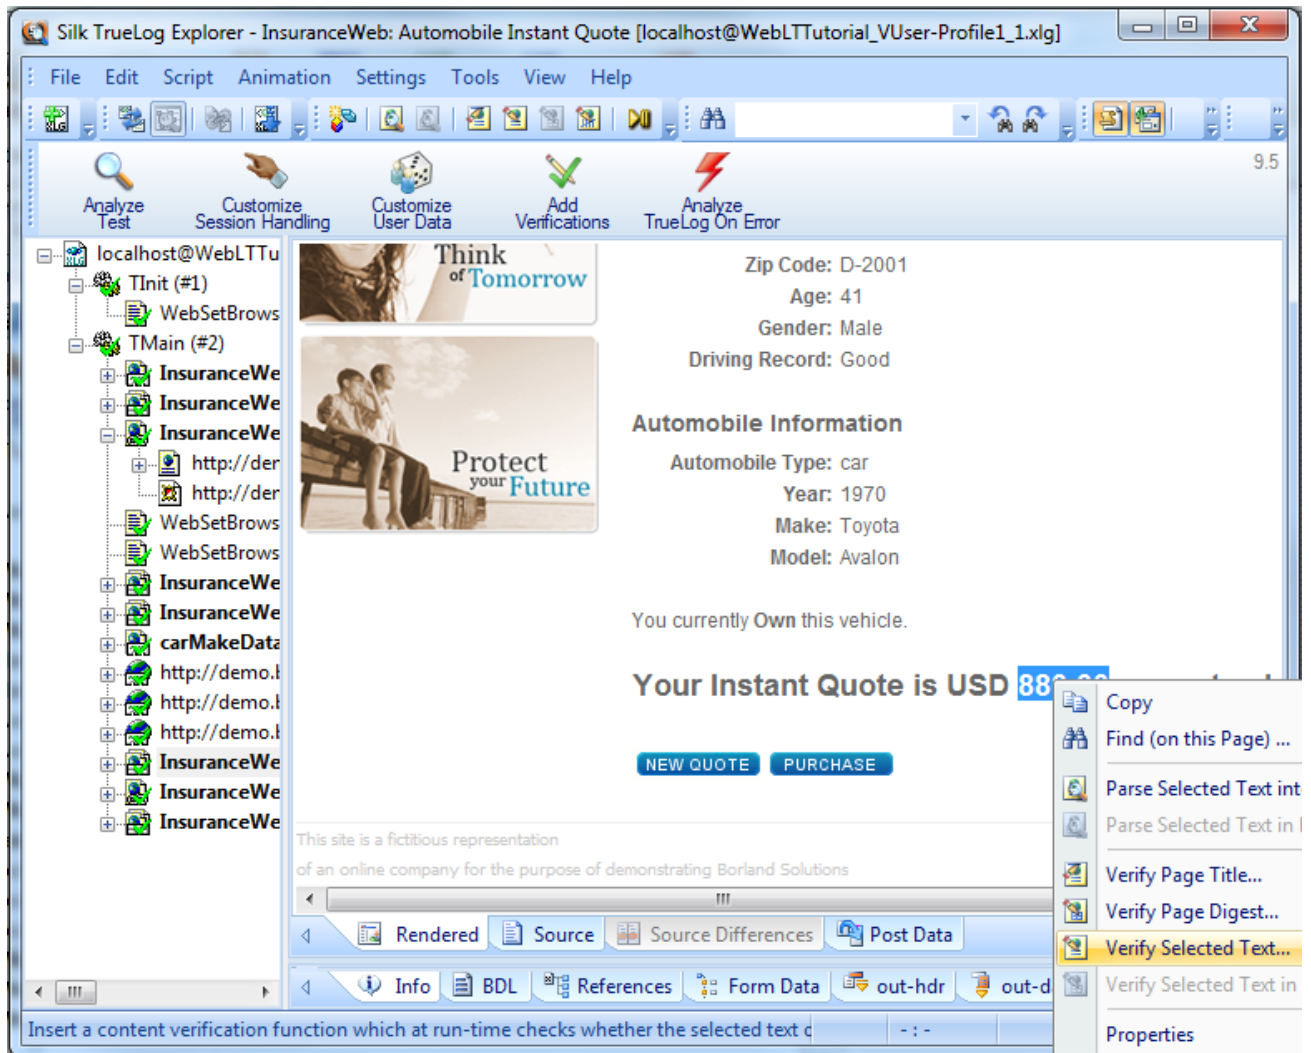 Silk TrueLog Explorer - InsuranceWeb: Automobile Instant Quote [localhost@WebLTTutorial_VUser-Profile1_1.xlg]
File Edit Script Animation Settings Tools View Help
Analyze Test
Customize Session Handling
Customize User Data
Add Verifications
Analyze TrueLog On Error
9.5
localhost@WebLTTu
TInit (#1)
WebSetBrows
TMain (#2)
InsuranceWe
InsuranceWe
InsuranceWe
http://der
http://der
WebSetBrows
WebSetBrows
InsuranceWe
InsuranceWe
carMakeData
http://demo.b
http://demo.b
http://demo.b
InsuranceWe
InsuranceWe
InsuranceWe
Think
of Tomorrow
Protect
your Future
Zip Code: D-2001
Age: 41
Gender: Male
Driving Record: Good
Automobile Information
Automobile Type: car
Year: 1970
Make: Toyota
Model: Avalon
You currently Own this vehicle.
Your Instant Quote is USD
NEW QUOTE PURCHASE
This site is a fictitious representation
of an online company for the purpose of demonstrating Borland Solutions
Copy
Find (on this Page) ...
Parse Selected Text int
Parse Selected Text in
Verify Page Title...
Verify Page Digest...
Verify Selected Text...
Verify Selected Text in
Properties
Rendered Source Source Differences Post Data
Info BDL References Form Data out-hdr out-d
Insert a content verification function which at run-time checks whether the selected text c
- : -